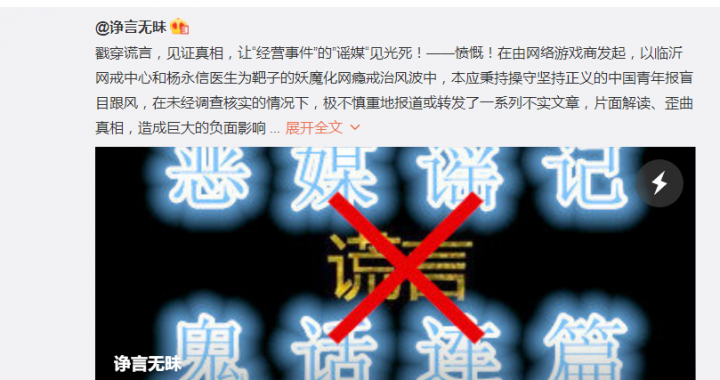 @诤言无昧
戳穿谎言，见证真相，让“经营事件”的”谣媒“见光死！——愤慨！在由网络游戏商发起，以临沂
网戒中心和杨永信医生为靶子的妖魔化网瘾戒治风波中，本应秉持操守坚持正义的中国青年报盲
目跟风，在未经调查核实的情况下，极不慎重地报道或转发了一系列不实文章，片面解读、歪曲
真相，造成巨大的负面影响 ... 展开全文
恶媒谣记
谎言
鬼话连篇
诤言无昧